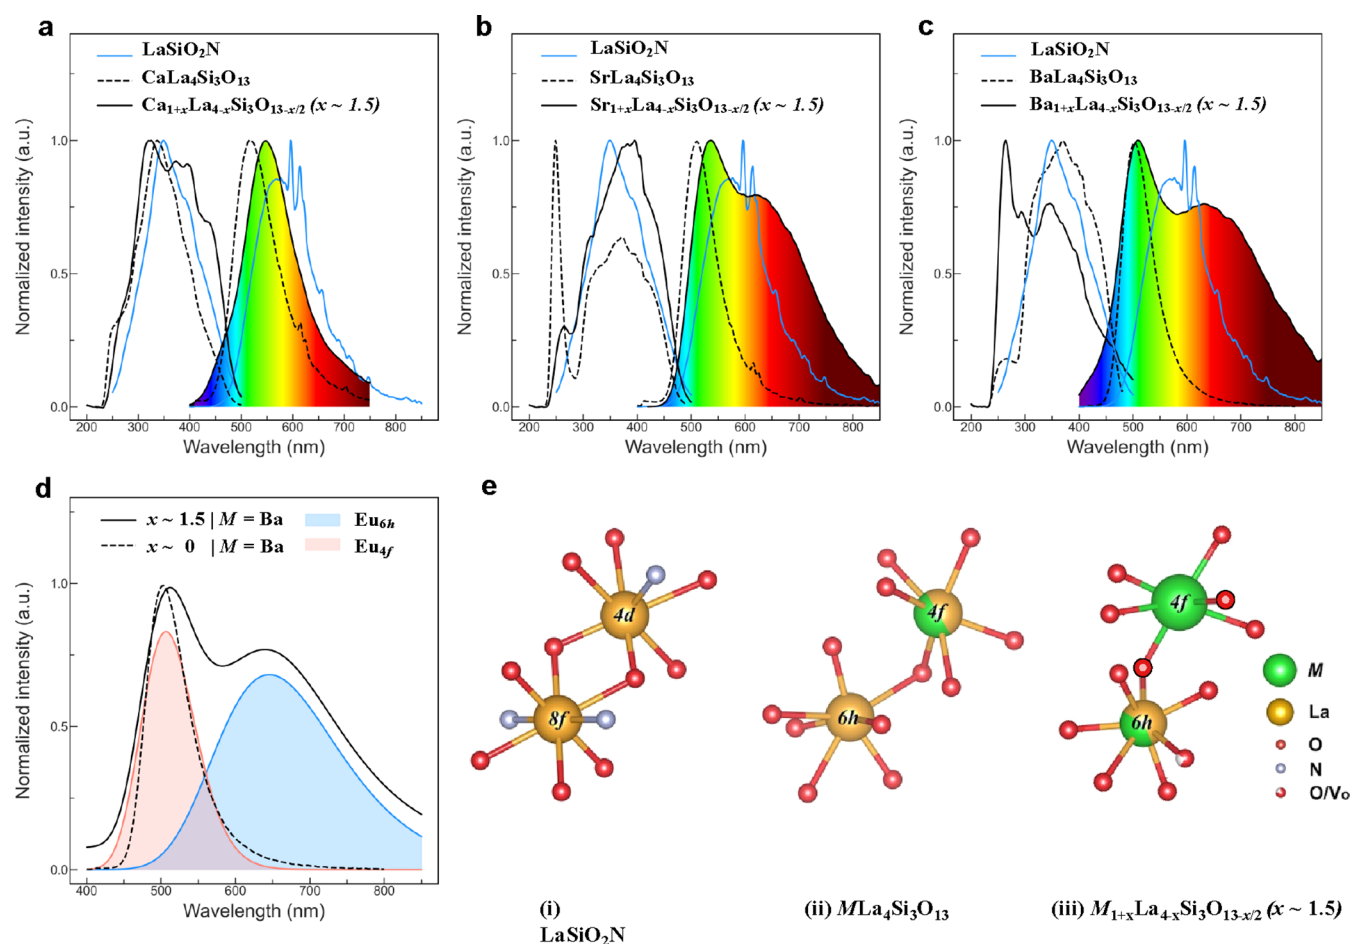 a
LaSiO₂N
CaLa₄Si₃O₁₃
Ca₁₊ₓLa₄₋ₓSi₃O₁₃₋ₓ/₂ (x ~ 1.5)
Normalized intensity (a.u.)
1.0
0.5
0.0
200 300 400 500 600 700 800
Wavelength (nm)
b
LaSiO₂N
SrLa₄Si₃O₁₃
Sr₁₊ₓLa₄₋ₓSi₃O₁₃₋ₓ/₂ (x ~ 1.5)
Normalized intensity (a.u.)
1.0
0.5
0.0
200 300 400 500 600 700 800
Wavelength (nm)
c
LaSiO₂N
BaLa₄Si₃O₁₃
Ba₁₊ₓLa₄₋ₓSi₃O₁₃₋ₓ/₂ (x ~ 1.5)
Normalized intensity (a.u.)
1.0
0.5
0.0
200 300 400 500 600 700 800
Wavelength (nm)
d
x ~ 1.5 | M = Ba
x ~ 0 | M = Ba
Eu6h
Eu4f
Normalized intensity (a.u.)
1.0
0.5
0.0
400 500 600 700 800
Wavelength (nm)
e
4d
8f
4f
6h
4f
6h
M
La
O
N
O/Vo
(i)
LaSiO₂N
(ii) MLa₄Si₃O₁₃
(iii) M₁₊ₓLa₄₋ₓSi₃O₁₃₋ₓ/₂ (x ~ 1.5)